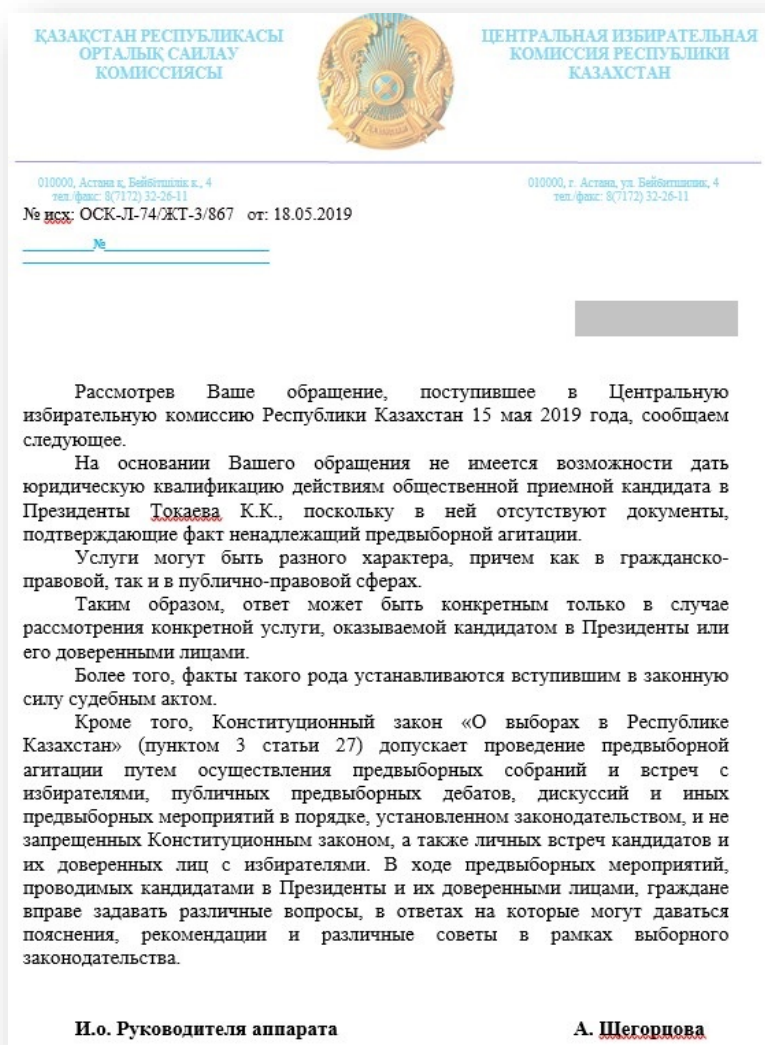 ҚАЗАҚСТАН РЕСПУБЛИКАСЫ
ОРТАЛЫҚ САЙЛАУ
КОМИССИЯСЫ
ЦЕНТРАЛЬНАЯ ИЗБИРАТЕЛЬНАЯ
КОМИССИЯ РЕСПУБЛИКИ
КАЗАХСТАН
ҚАЗАҚСТАН
010000, Астана қ, Бейбітшілік к., 4
тел./факс: 8(7172) 32-26-11
010000, г. Астана, ул. Бейбитшилик, 4
тел./факс: 8(7172) 32-26-11
№ исх: ОСК-Л-74/ЖТ-3/867 от: 18.05.2019
№
Рассмотрев Ваше обращение, поступившее в Центральную
избирательную комиссию Республики Казахстан 15 мая 2019 года, сообщаем
следующее.
На основании Вашего обращения не имеется возможности дать
юридическую квалификацию действиям общественной приемной кандидата в
Президенты Токаева К.К., поскольку в ней отсутствуют документы,
подтверждающие факт ненадлежащий предвыборной агитации.
Услуги могут быть разного характера, причем как в гражданско-
правовой, так и в публично-правовой сферах.
Таким образом, ответ может быть конкретным только в случае
рассмотрения конкретной услуги, оказываемой кандидатом в Президенты или
его доверенными лицами.
Более того, факты такого рода устанавливаются вступившим в законную
силу судебным актом.
Кроме того, Конституционный закон «О выборах в Республике
Казахстан» (пунктом 3 статьи 27) допускает проведение предвыборной
агитации путем осуществления предвыборных собраний и встреч с
избирателями, публичных предвыборных дебатов, дискуссий и иных
предвыборных мероприятий в порядке, установленном законодательством, и не
запрещенных Конституционным законом, а также личных встреч кандидатов и
их доверенных лиц с избирателями. В ходе предвыборных мероприятий,
проводимых кандидатами в Президенты и их доверенными лицами, граждане
вправе задавать различные вопросы, в ответах на которые могут даваться
пояснения, рекомендации и различные советы в рамках выборного
законодательства.
И.о. Руководителя аппарата А. Щегорцова